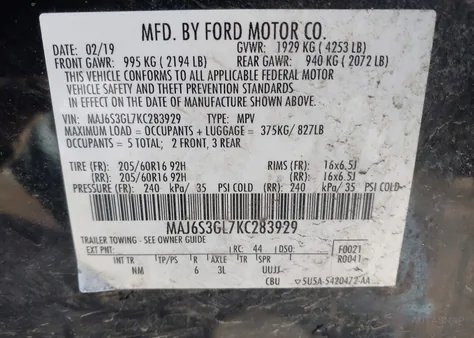 MFD. BY FORD MOTOR CO.
DATE: 02/19 GVWR: 1929 KG ( 4253 LB)
FRONT GAWR: 995 KG ( 2194 LB) REAR GAWR: 940 KG ( 2072 LB)
THIS VEHICLE CONFORMS TO ALL APPLICABLE FEDERAL MOTOR
VEHICLE SAFETY AND THEFT PREVENTION STANDARDS
IN EFFECT ON THE DATE OF MANUFACTURE SHOWN ABOVE.
VIN: MAJ6S3GL7KC283929 TYPE: MPV
MAXIMUM LOAD = OCCUPANTS + LUGGAGE = 375KG/ 827LB
OCCUPANTS = 5 TOTAL; 2 FRONT, 3 REAR
TIRE (FR): 205/60R16 92H RIMS (FR): 16x6.5J
(RR): 205/60R16 92H (RR): 16x6.5J
PRESSURE (FR): 240 kPa/ 35 PSI COLD (RR): 240 kPa/ 35 PSI COLD
MAJ6S3GL7KC283929
TRAILER TOWING - SEE OWNER GUIDE
EXT PNT: RC: 44 DSO: F0021
INT TR TP/PS R AXLE TR SPR R0041
NM 6 3L UUJJ
CBU 5U5A-5420472-AA